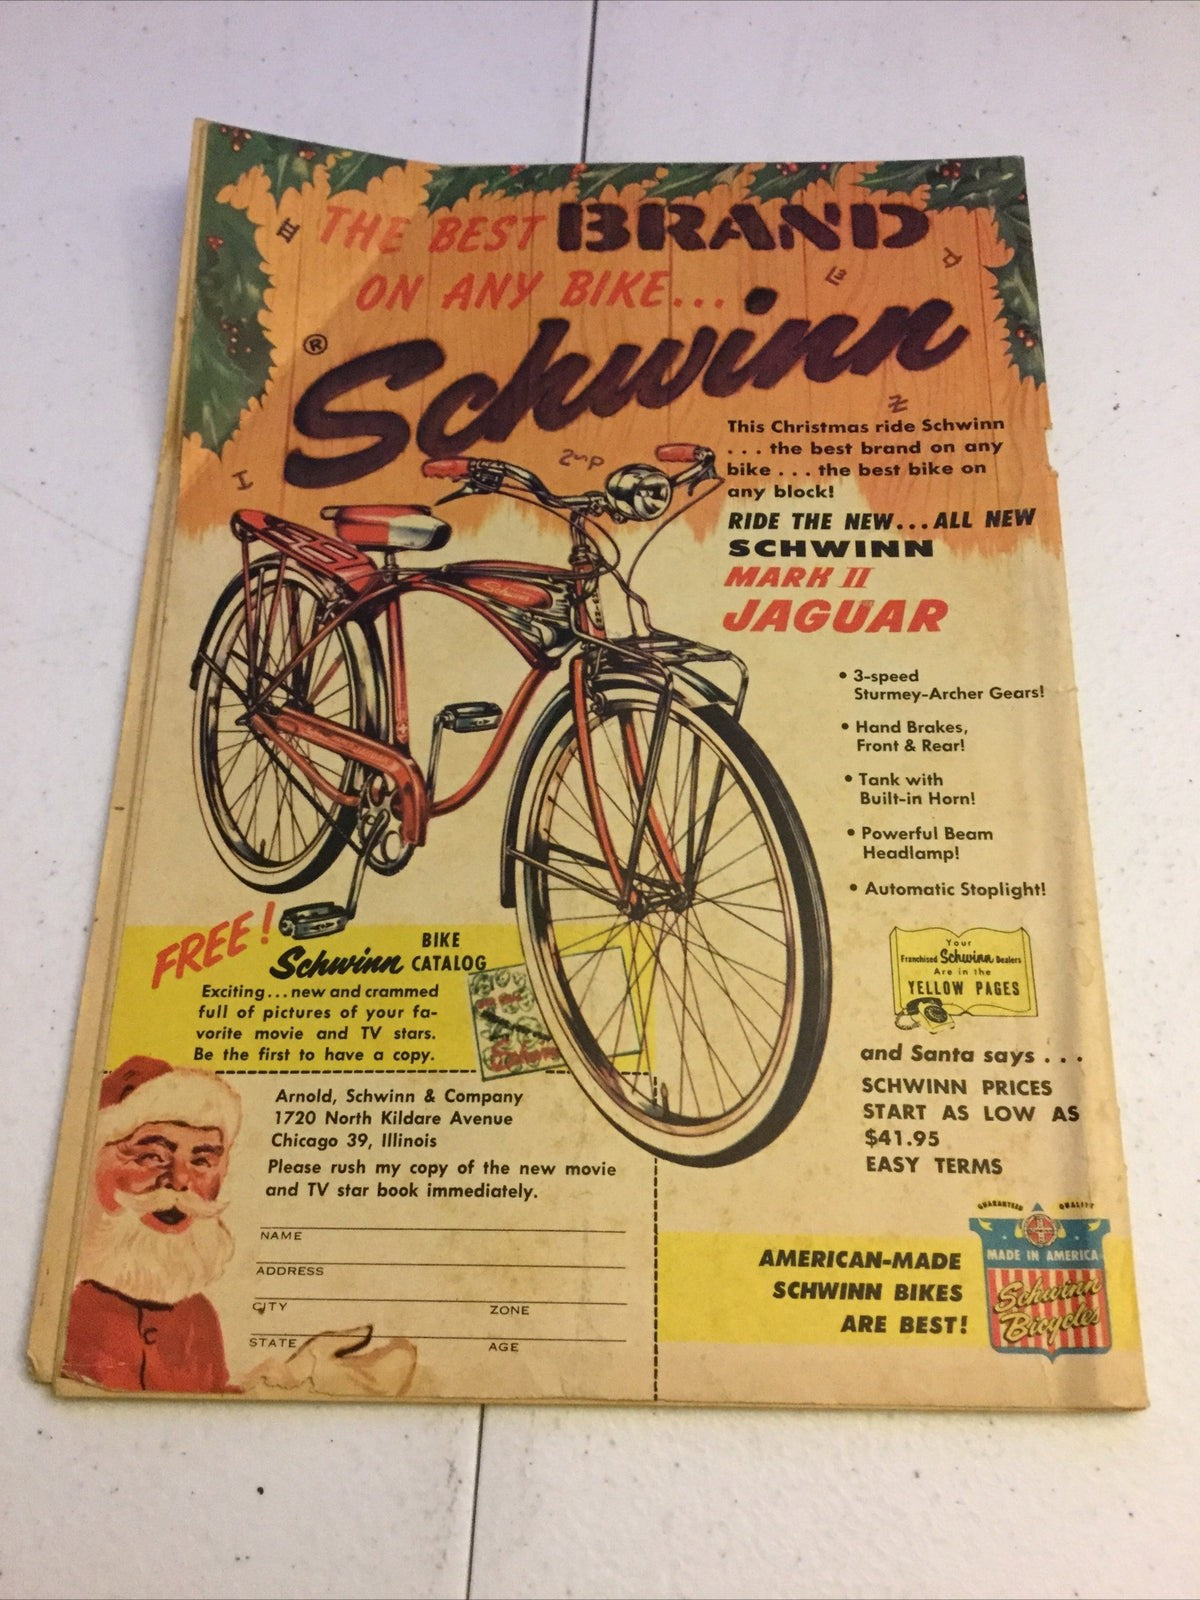 THE BEST BRAND
ON ANY BIKE...
®
Schwinn
This Christmas ride Schwinn
... the best brand on any
bike ... the best bike on
any block!
RIDE THE NEW...ALL NEW
SCHWINN
MARK II
JAGUAR
• 3-speed
Sturmey-Archer Gears!
• Hand Brakes,
Front & Rear!
• Tank with
Built-in Horn!
• Powerful Beam
Headlamp!
• Automatic Stoplight!
Your
Franchised Schwinn Dealers
Are in the
YELLOW PAGES
and Santa says ...
SCHWINN PRICES
START AS LOW AS
$41.95
EASY TERMS
FREE!
Schwinn BIKE CATALOG
Exciting...new and crammed
full of pictures of your fa-
vorite movie and TV stars.
Be the first to have a copy.
Arnold, Schwinn & Company
1720 North Kildare Avenue
Chicago 39, Illinois
Please rush my copy of the new movie
and TV star book immediately.
NAME
ADDRESS
CITY ZONE
STATE AGE
AMERICAN-MADE
SCHWINN BIKES
ARE BEST!
GUARANTEED QUALITY
MADE IN AMERICA
Schwinn
Bicycles